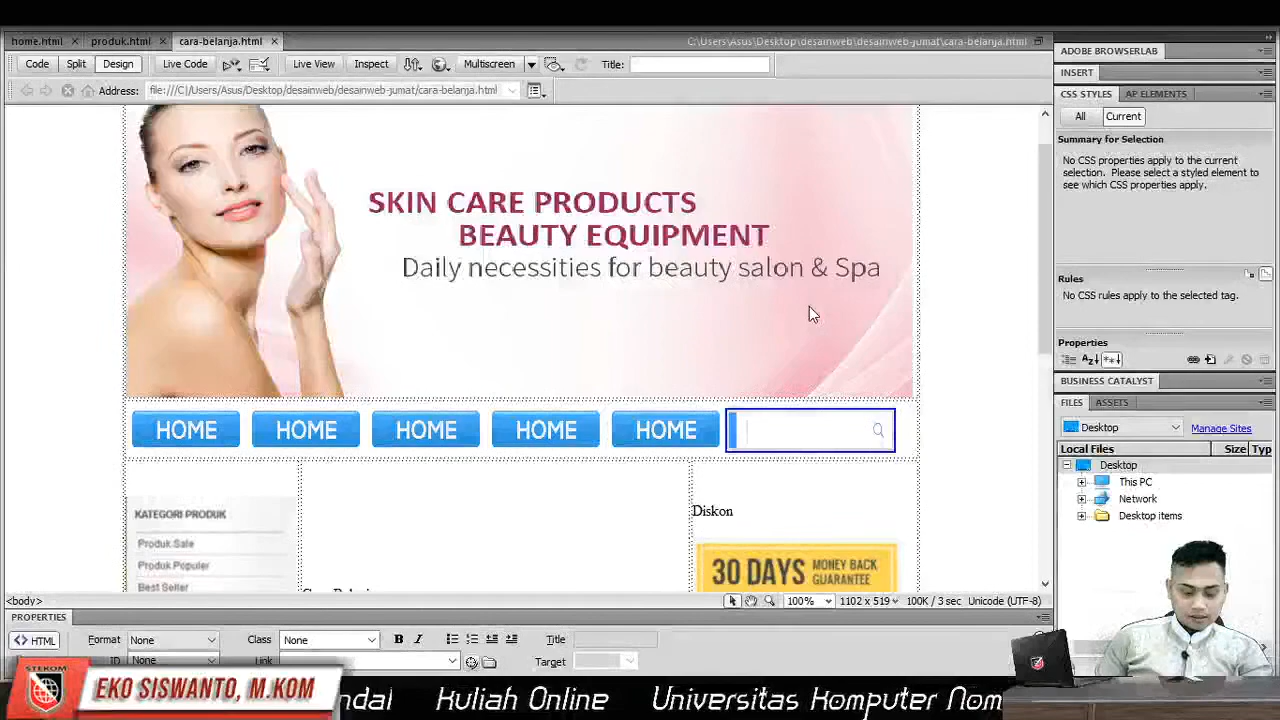 home.html
produk.html
cara-belanja.html
C:\Users\Asus\Desktop\desainweb\desainweb-jumat\cara-belanja.html
Code
Split
Design
Live Code
Live View
Inspect
Multiscreen
Title:
Address:
file:///C|/Users/Asus/Desktop/desainweb/desainweb-jumat/cara-belanja.html
SKIN CARE PRODUCTS
BEAUTY EQUIPMENT
Daily necessities for beauty salon & Spa
HOME
HOME
HOME
HOME
HOME
KATEGORI PRODUK
Produk Sale
Produk Populer
Best Seller
Diskon
30 DAYS
MONEY BACK
GUARANTEE
<body>
100%
1102 x 519
100K / 3 sec
Unicode (UTF-8)
PROPERTIES
<> HTML
Format
None
Class
None
B
I
Title
ID
None
Link
Target
ADOBE BROWSERLAB
INSERT
CSS STYLES
AP ELEMENTS
All
Current
Summary for Selection
No CSS properties apply to the current
selection. Please select a styled element to
see which CSS properties apply.
Rules
No CSS rules apply to the selected tag.
Properties
BUSINESS CATALYST
FILES
ASSETS
Desktop
Manage Sites
Local Files
Size
Typ
Desktop
This PC
Network
Desktop items
STEKOM
EKO SISWANTO, M.KOM
ndal Kuliah Online Universitas Komputer Nom